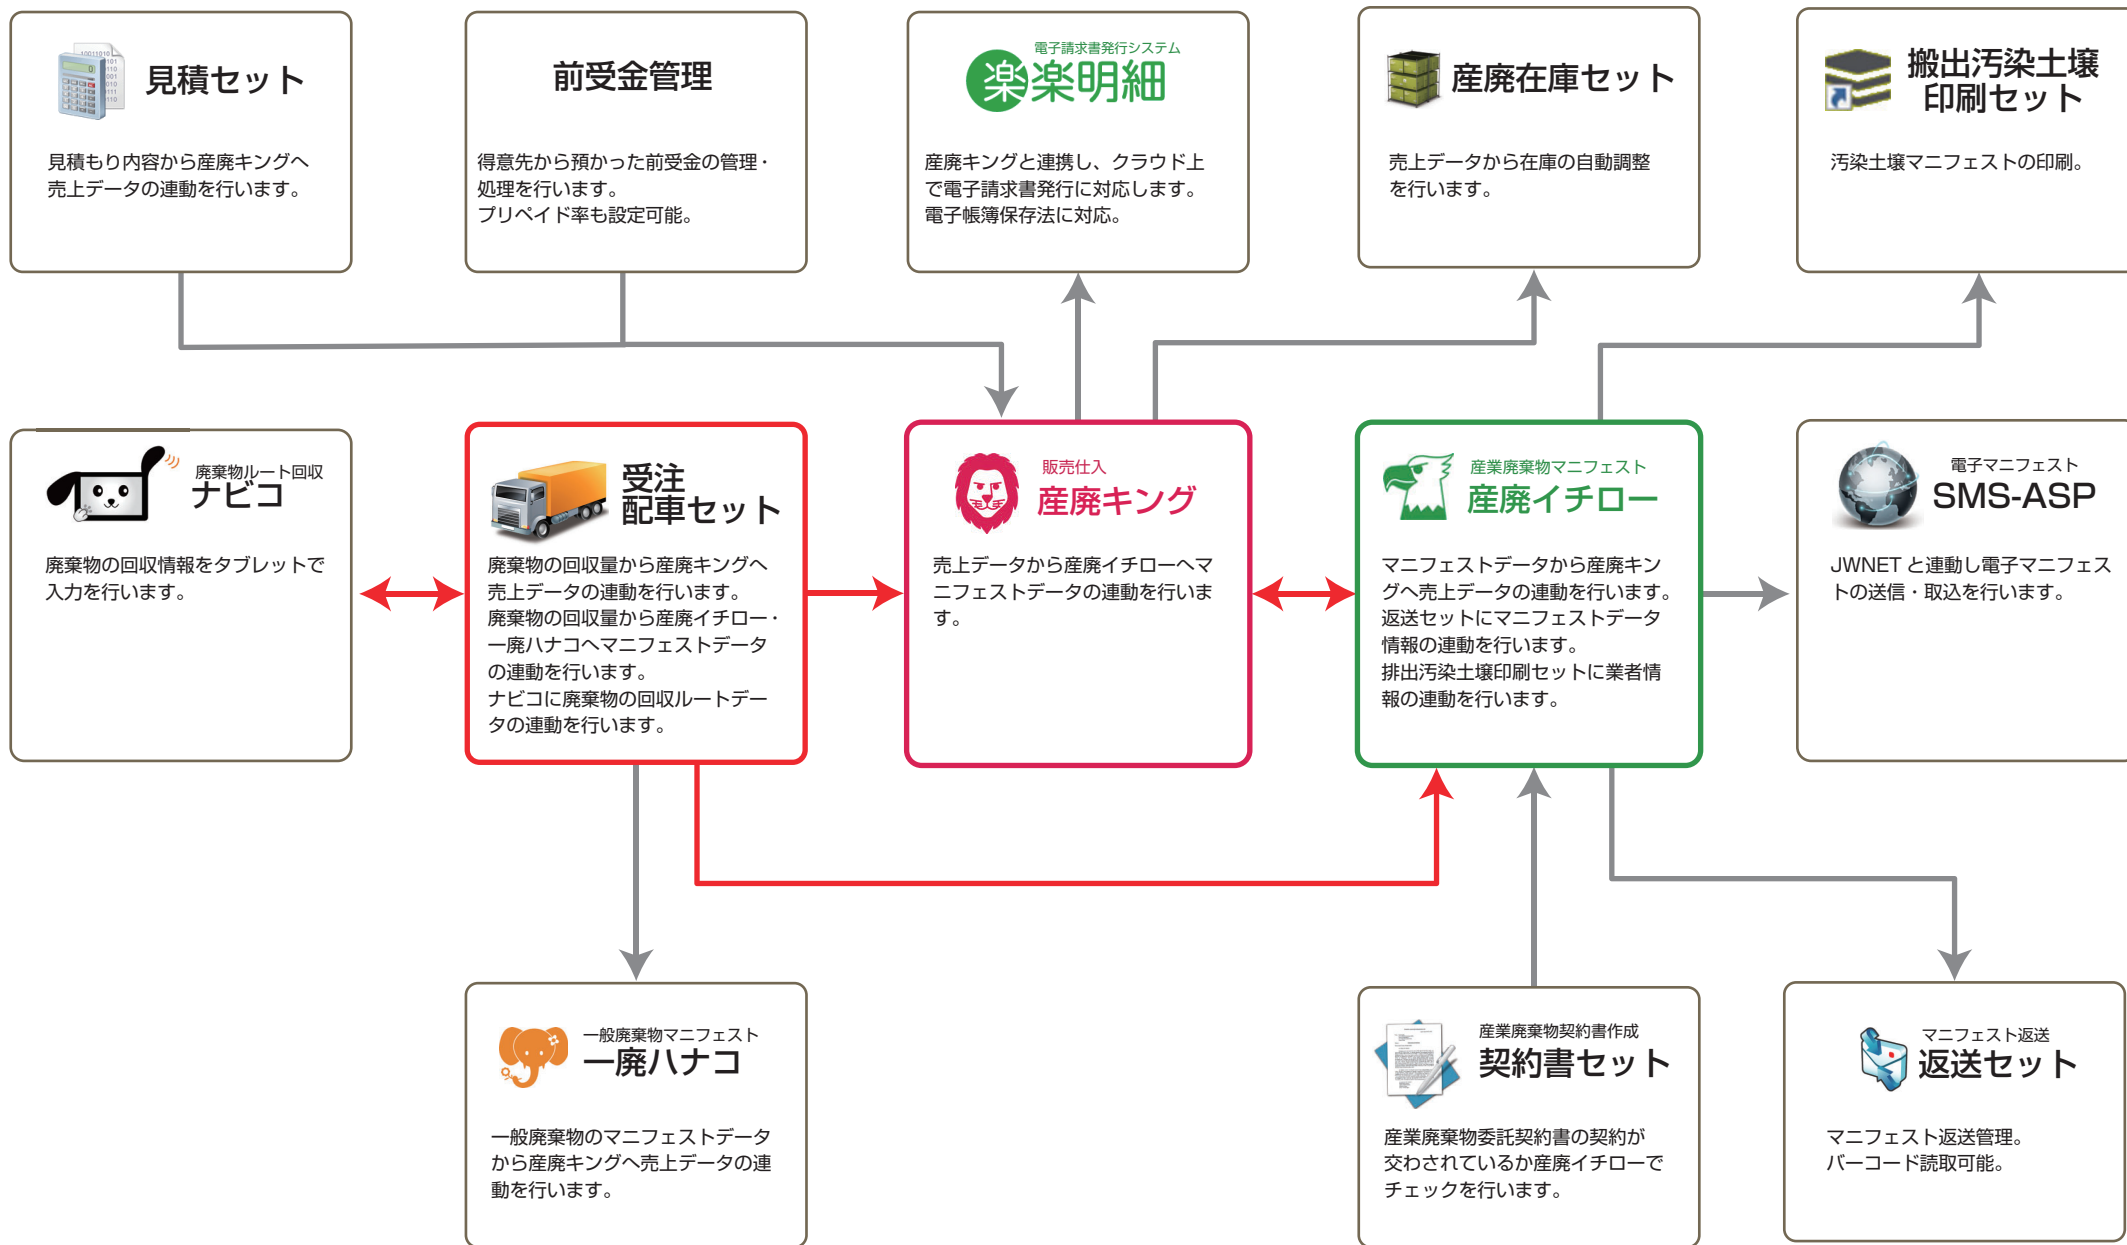 見積セット
見積もり内容から産廃キングへ
売上データの連動を行います。
前受金管理
得意先から預かった前受金の管理・
処理を行います。
プリペイド率も設定可能。
電子請求書発行システム
楽楽明細
産廃キングと連携し、クラウド上
で電子請求書発行に対応します。
電子帳簿保存法に対応。
産廃在庫セット
売上データから在庫の自動調整
を行います。
搬出汚染土壌
印刷セット
汚染土壌マニフェストの印刷。
廃棄物ルート回収
ナビコ
廃棄物の回収情報をタブレットで
入力を行います。
受注
配車セット
廃棄物の回収量から産廃キングへ
売上データの連動を行います。
廃棄物の回収量から産廃イチロー・
一廃ハナコへマニフェストデータ
の連動を行います。
ナビコに廃棄物の回収ルートデー
タの連動を行います。
販売仕入
産廃キング
売上データから産廃イチローへマ
ニフェストデータの連動を行いま
す。
産業廃棄物マニフェスト
産廃イチロー
マニフェストデータから産廃キン
グへ売上データの連動を行います。
返送セットにマニフェストデータ
情報の連動を行います。
排出汚染土壌印刷セットに業者情
報の連動を行います。
電子マニフェスト
SMS-ASP
JWNET と連動し電子マニフェス
トの送信・取込を行います。
一般廃棄物マニフェスト
一廃ハナコ
一般廃棄物のマニフェストデータ
から産廃キングへ売上データの連
動を行います。
産業廃棄物契約書作成
契約書セット
産業廃棄物委託契約書の契約が
交わされているか産廃イチローで
チェックを行います。
マニフェスト返送
返送セット
マニフェスト返送管理。
バーコード読取可能。